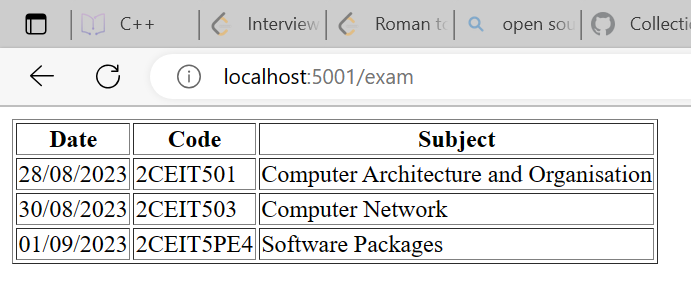 C++ Interview Roman to open sou Collecti
localhost:5001/exam
Date Code Subject
28/08/2023 2CEIT501 Computer Architecture and Organisation
30/08/2023 2CEIT503 Computer Network
01/09/2023 2CEIT5PE4 Software Packages